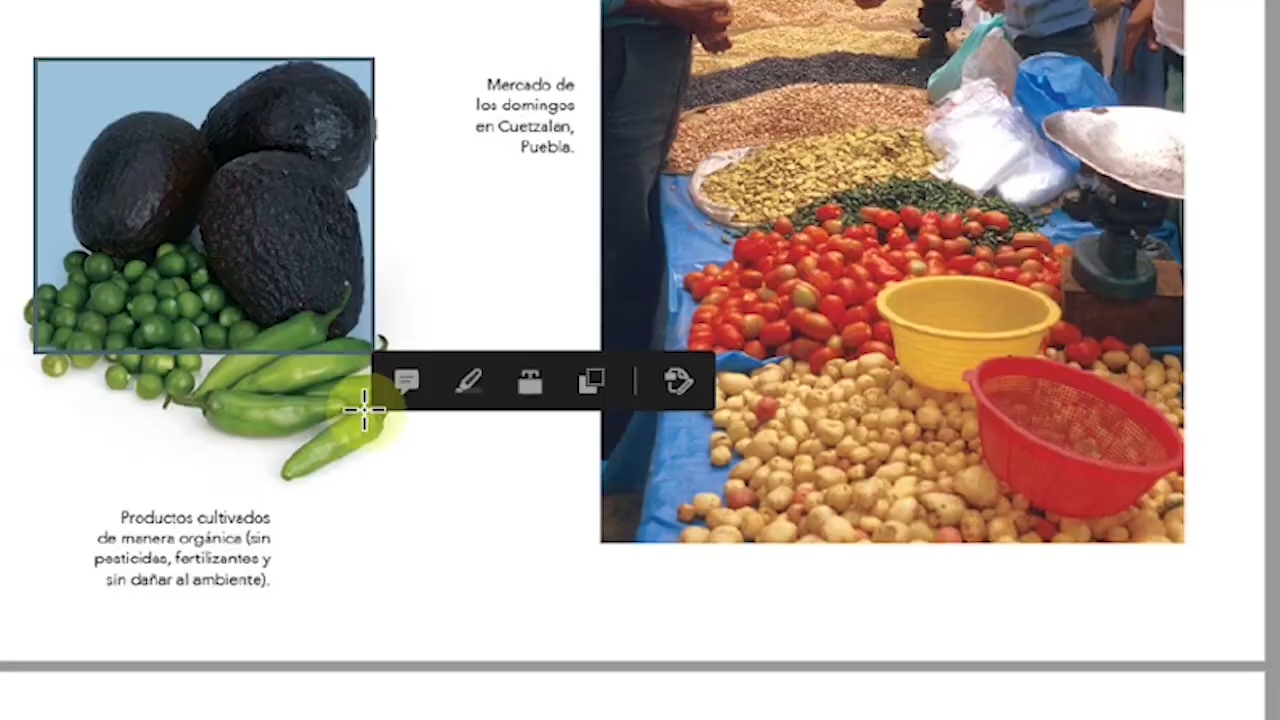 Mercado de
los domingos
en Cuetzalan,
Puebla.
Productos cultivados
de manera orgánica (sin
pesticidas, fertilizantes y
sin dañar al ambiente).